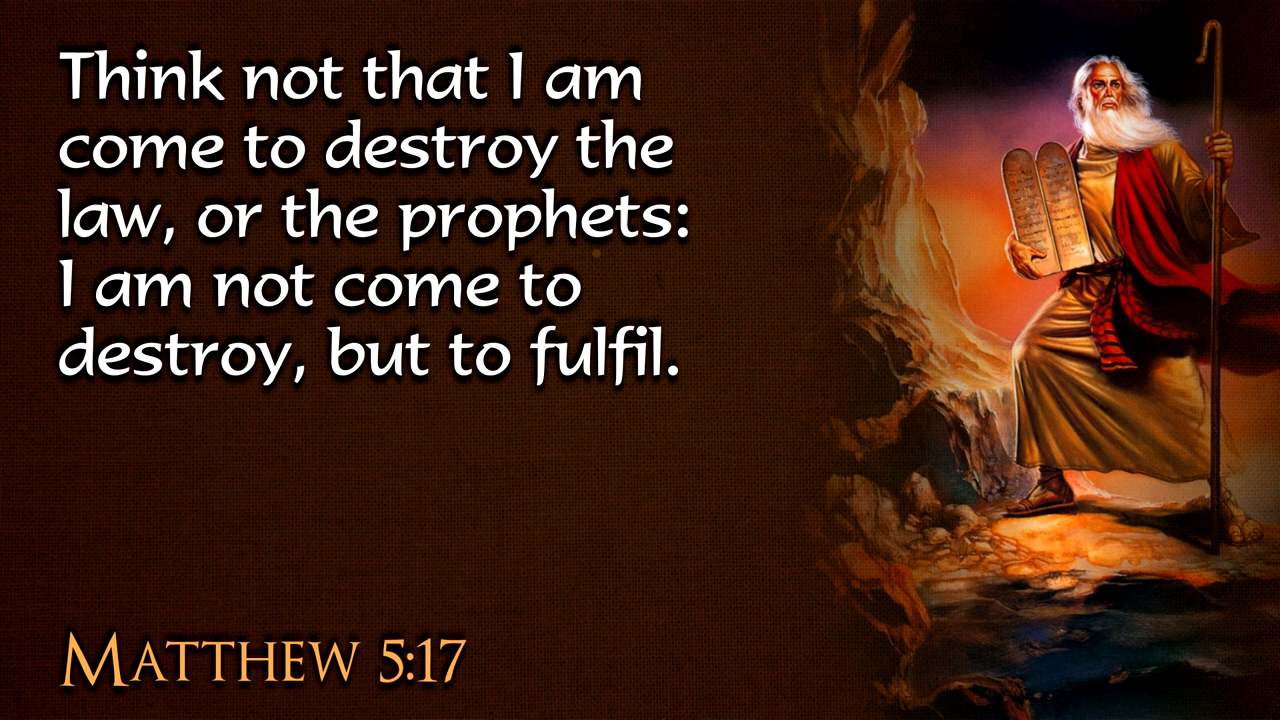 Think not that I am
come to destroy the
law, or the prophets:
I am not come to
destroy, but to fulfil.
Matthew 5:17